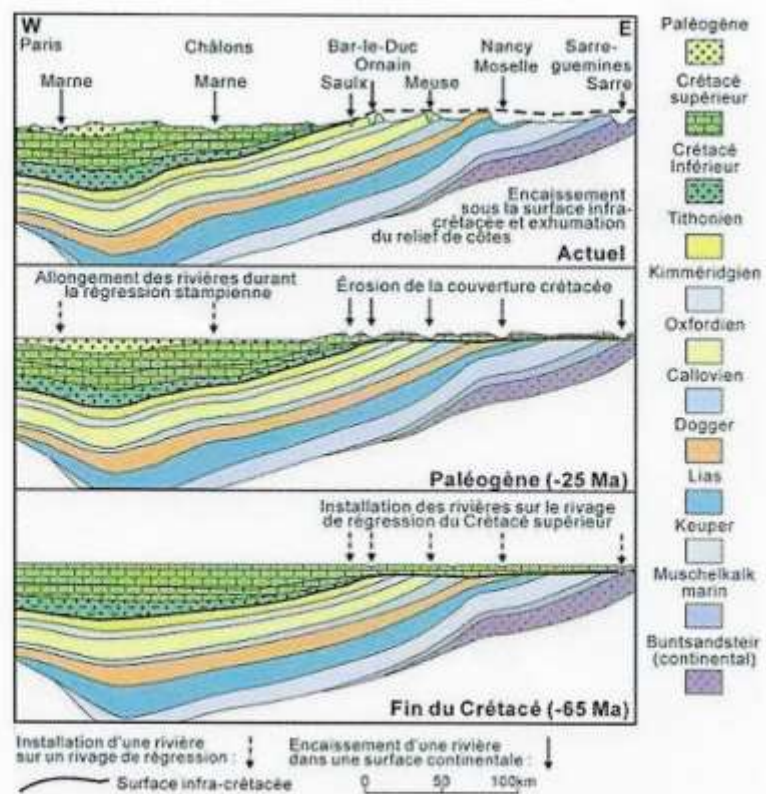 W
E
Paris
Châlons
Bar-le-Duc
Nancy
Sarre-
Ornain
Moselle
guemines
Marne
Marne
Saulx
Meuse
Sarre
Encaissement
sous la surface infra-
crétacée et exhumation
du relief de côtes
Actuel
Allongement des rivières durant
la régression stampienne
Érosion de la couverture crétacée
Paléogène (-25 Ma)
Installation des rivières sur le rivage
de régression du Crétacé supérieur
Fin du Crétacé (-65 Ma)
Installation d'une rivière
sur un rivage de régression :
Encaissement d'une rivière
dans une surface continentale :
Surface infra-crétacée
0 50 100km
Paléogène
Crétacé
supérieur
Crétacé
Inférieur
Tithonien
Kimméridgien
Oxfordien
Callovien
Dogger
Lias
Keuper
Muschelkalk
marin
Buntsandsteir
(continental)